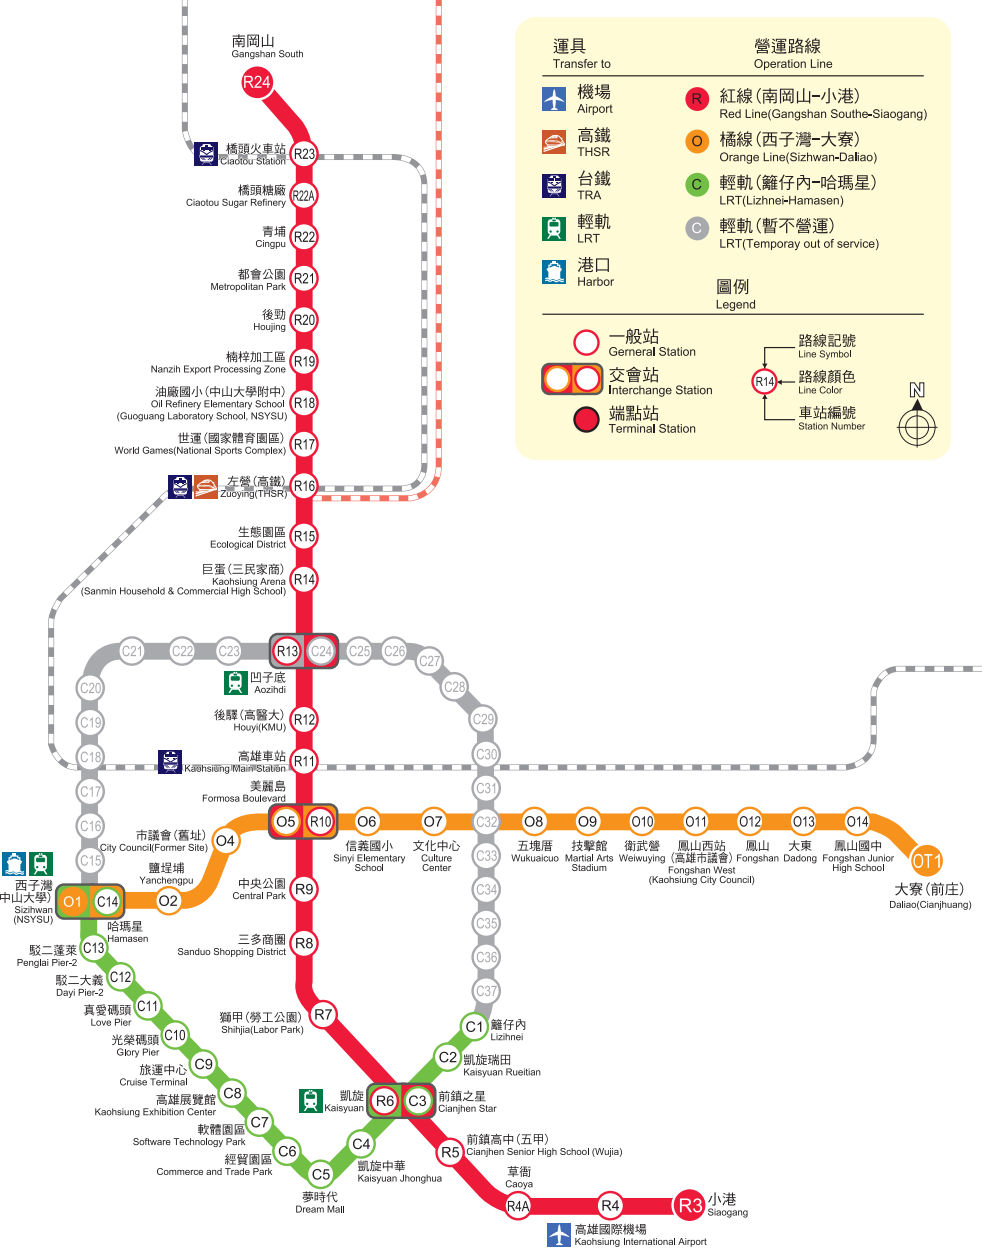 南岡山
Gangshan South
R24
橋頭火車站
Ciaotou Station
R23
橋頭糖廠
Ciaotou Sugar Refinery
R22A
青埔
Cingpu
R22
都會公園
Metropolitan Park
R21
後勁
Houjing
R20
楠梓加工區
Nanzih Export Processing Zone
R19
油廠國小(中山大學附中)
Oil Refinery Elementary School
(Guoguang Laboratory School, NSYSU)
R18
世運(國家體育園區)
World Games(National Sports Complex)
R17
左營(高鐵)
Zuoying(THSR)
R16
生態園區
Ecological District
R15
巨蛋(三民家商)
Kaohsiung Arena
(Sanmin Household & Commercial High School)
R14
運具
Transfer to
機場
Airport
高鐵
THSR
台鐵
TRA
輕軌
LRT
港口
Harbor
營運路線
Operation Line
R
紅線(南岡山-小港)
Red Line(Gangshan Southe-Siaogang)
O
橘線(西子灣-大寮)
Orange Line(Sizhwan-Daliao)
C
輕軌(籬仔內-哈瑪星)
LRT(Lizhnei-Hamasen)
C
輕軌(暫不營運)
LRT(Temporay out of service)
圖例
Legend
一般站
Gerneral Station
交會站
Interchange Station
端點站
Terminal Station
R14
路線記號
Line Symbol
路線顏色
Line Color
車站編號
Station Number
N
C21
C22
C23
R13
C24
C25
C26
C27
C28
C29
C30
C31
C32
C33
C34
C35
C36
C37
凹子底
Aozihdi
C20
C19
C18
C17
C16
C15
後驛(高醫大)
Houyi(KMU)
R12
高雄車站
Kaohsiung Main Station
R11
美麗島
Formosa Boulevard
O5
R10
O6
信義國小
Sinyi Elementary
School
O7
文化中心
Culture
Center
O8
五塊厝
Wukuaicuo
O9
技擊館
Martial Arts
Stadium
O10
衛武營
Weiwuying
O11
鳳山西站
(高雄市議會)
Fongshan West
(Kaohsiung City Council)
O12
鳳山
Fongshan
O13
大東
Dadong
O14
鳳山國中
Fongshan Junior
High School
OT1
大寮(前庄)
Daliao(Cianjhuang)
市議會(舊址)
City Council(Former Site)
O4
鹽埕埔
Yanchengpu
O2
西子灣
中山大學)
Sizihwan
(NSYSU)
O1
C14
哈瑪星
Hamasen
中央公園
Central Park
R9
三多商圈
Sanduo Shopping District
R8
獅甲(勞工公園)
Shihjia(Labor Park)
R7
駁二蓬萊
Penglai Pier-2
C13
駁二大義
Dayi Pier-2
C12
真愛碼頭
Love Pier
C11
光榮碼頭
Glory Pier
C10
旅運中心
Cruise Terminal
C9
高雄展覽館
Kaohsiung Exhibition Center
C8
軟體園區
Software Technology Park
C7
經貿園區
Commerce and Trade Park
C6
C5
夢時代
Dream Mall
C4
凱旋中華
Kaisyuan Jhonghua
C1
籬仔內
Lizihnei
C2
凱旋瑞田
Kaisyuan Rueitian
凱旋
Kaisyuan
R6
C3
前鎮之星
Cianjhen Star
R5
前鎮高中(五甲)
Cianjhen Senior High School (Wujia)
草衙
Caoya
R4A
R4
高雄國際機場
Kaohsiung International Airport
R3
小港
Siaogang